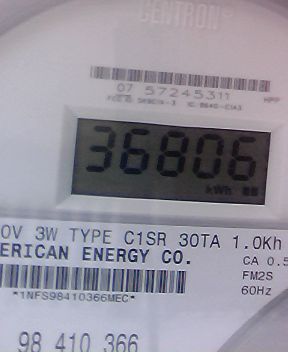 CENTRON®
07 57245311
HPP
36806
kWh
0V 3W TYPE C1SR 30TA 1.0Kh
ERICAN ENERGY CO.
CA 0.5
FM2S
*1NFS98410366MEC*
60Hz
98 410 366